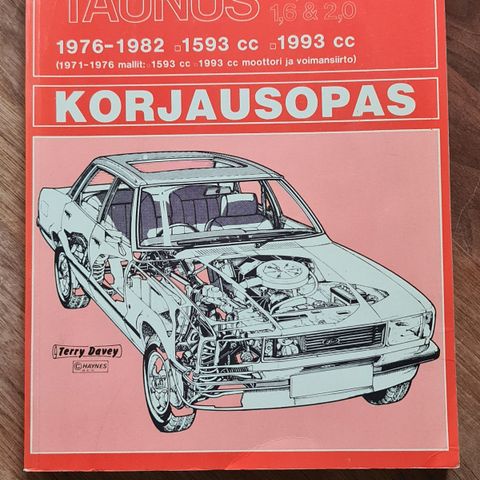 TAUNUS 1,6 & 2,0
1976-1982 □1593 cc □1993 cc
(1971-1976 mallit: □1593 cc □1993 cc moottori ja voimansiirto)
KORJAUSOPAS
Terry Davey
© HAYNES